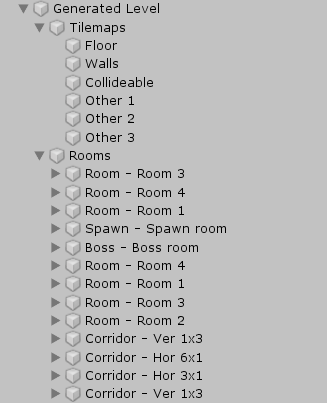 Generated Level
Tilemaps
Floor
Walls
Collideable
Other 1
Other 2
Other 3
Rooms
Room - Room 3
Room - Room 4
Room - Room 1
Spawn - Spawn room
Boss - Boss room
Room - Room 4
Room - Room 1
Room - Room 3
Room - Room 2
Corridor - Ver 1x3
Corridor - Hor 6x1
Corridor - Hor 3x1
Corridor - Ver 1x3